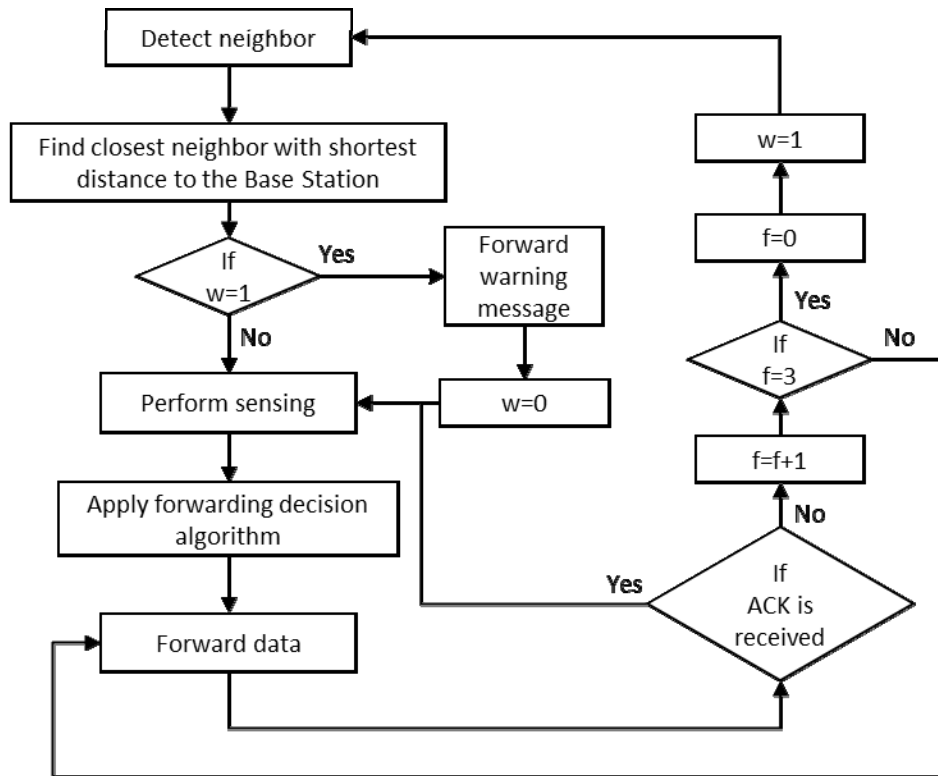 Detect neighbor
Find closest neighbor with shortest
distance to the Base Station
If
w=1
Yes
No
Forward
warning
message
w=0
Perform sensing
Apply forwarding decision
algorithm
Forward data
If
ACK is
received
Yes
No
f=f+1
If
f=3
Yes
No
f=0
w=1